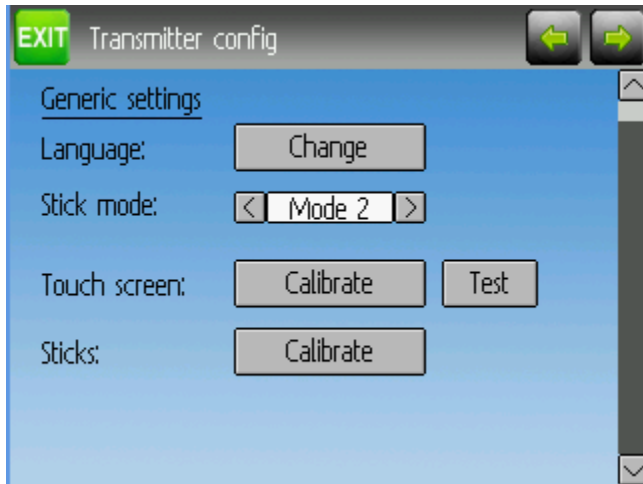 EXIT Transmitter config
Generic settings
Language: Change
Stick mode: < Mode 2 >
Touch screen: Calibrate Test
Sticks: Calibrate